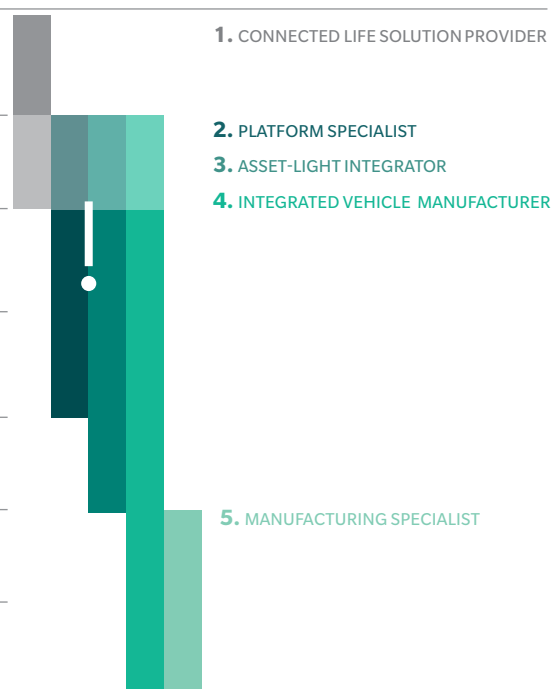 1. CONNECTED LIFE SOLUTION PROVIDER
2. PLATFORM SPECIALIST
3. ASSET-LIGHT INTEGRATOR
4. INTEGRATED VEHICLE MANUFACTURER
5. MANUFACTURING SPECIALIST